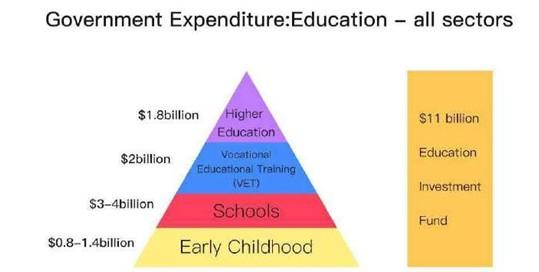 Government Expenditure:Education – all sectors
$1.8billion
Higher
Education
$2billion
Vocational
Educational Training
(VET)
$3–4billion
Schools
$0.8–1.4billion
Early Childhood
$11 billion
Education
Investment
Fund